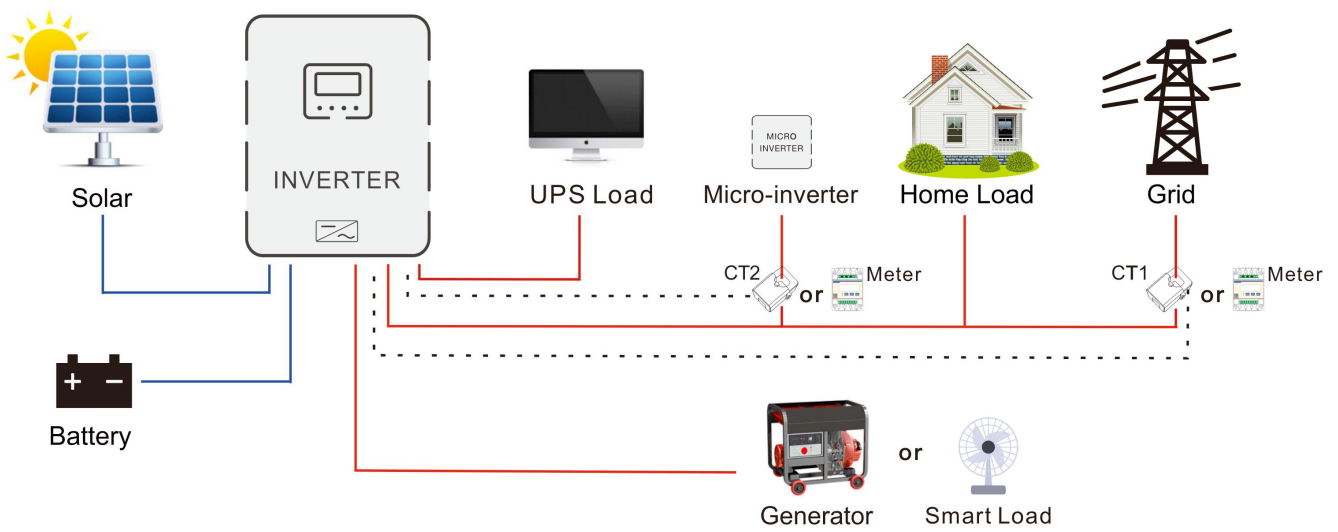 INVERTER
MICRO
INVERTER
Solar
UPS Load
Micro-inverter
Home Load
Grid
CT2
or
Meter
CT1
or
Meter
+ −
Battery
or
Generator
Smart Load